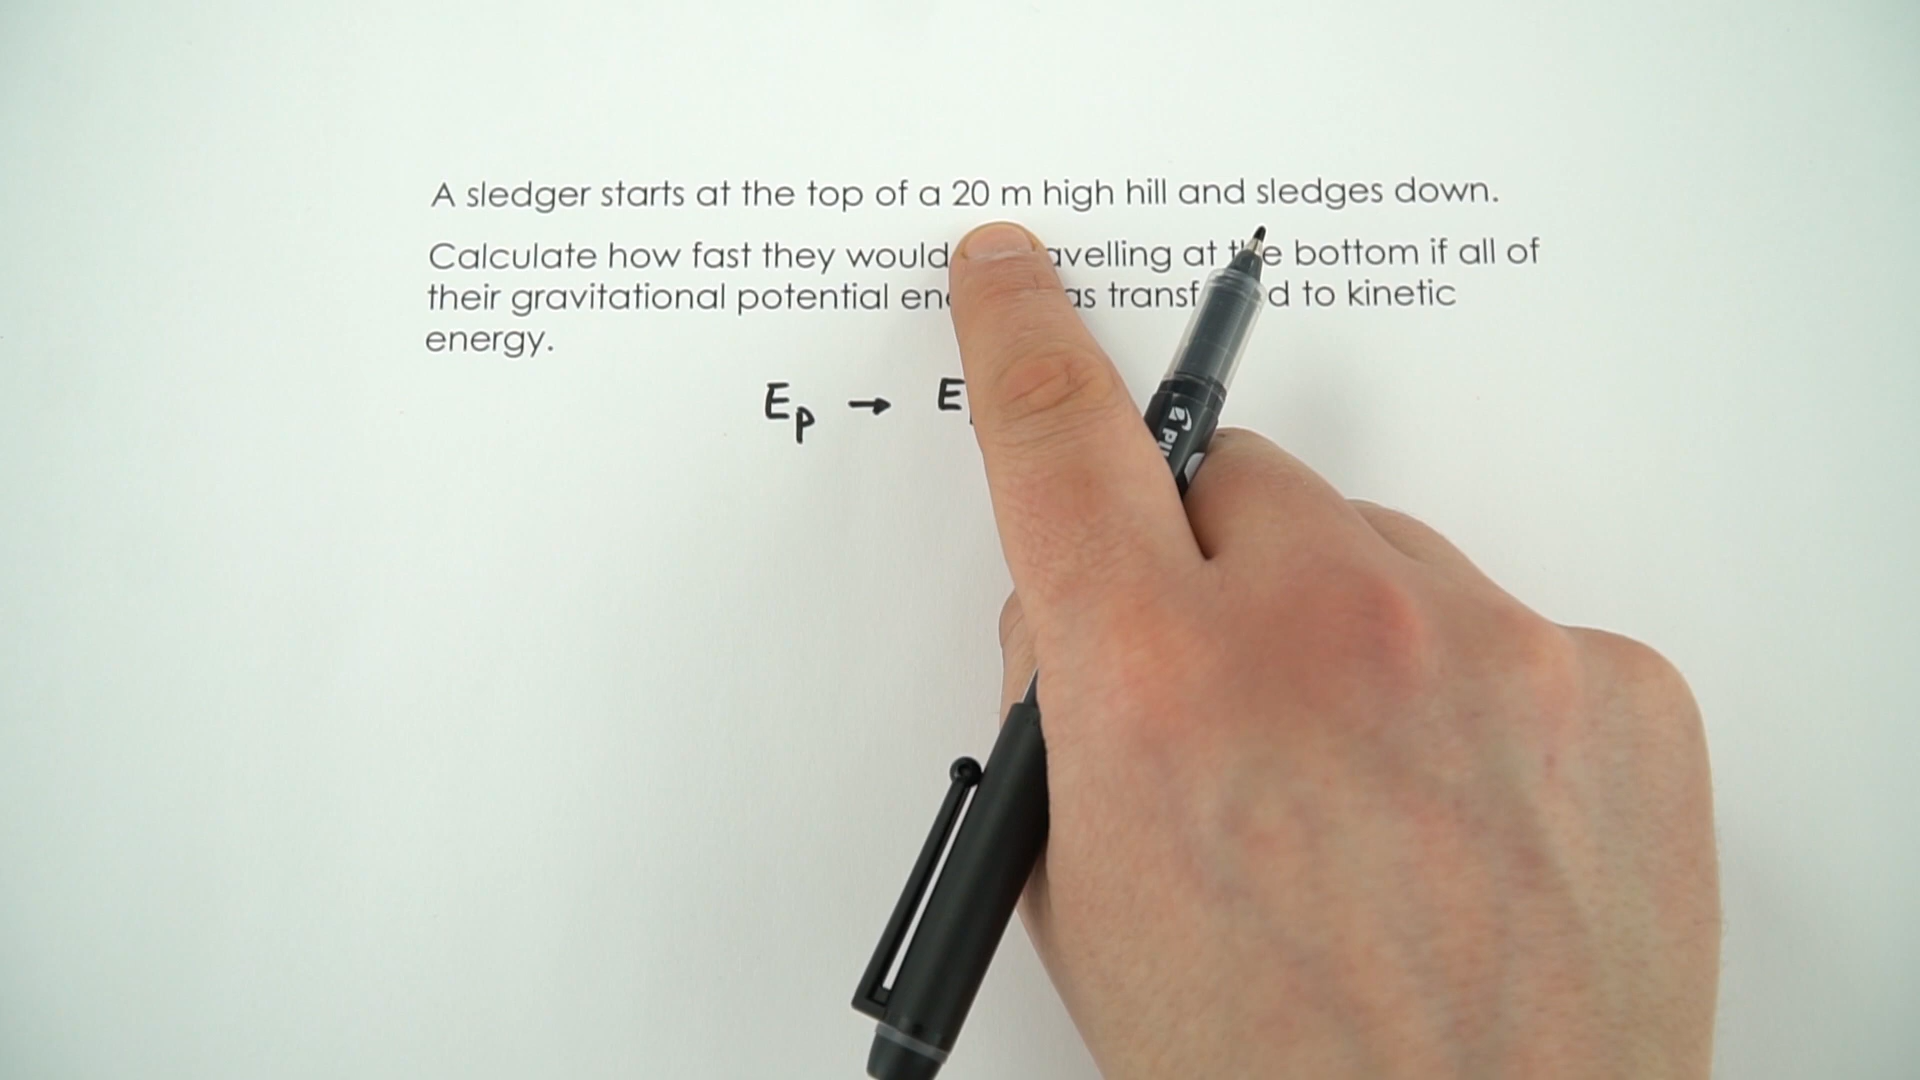 A sledger starts at the top of a 20 m high hill and sledges down.
Calculate how fast they would avelling at the bottom if all of
their gravitational potential en as transf d to kinetic
energy.
Ep → E